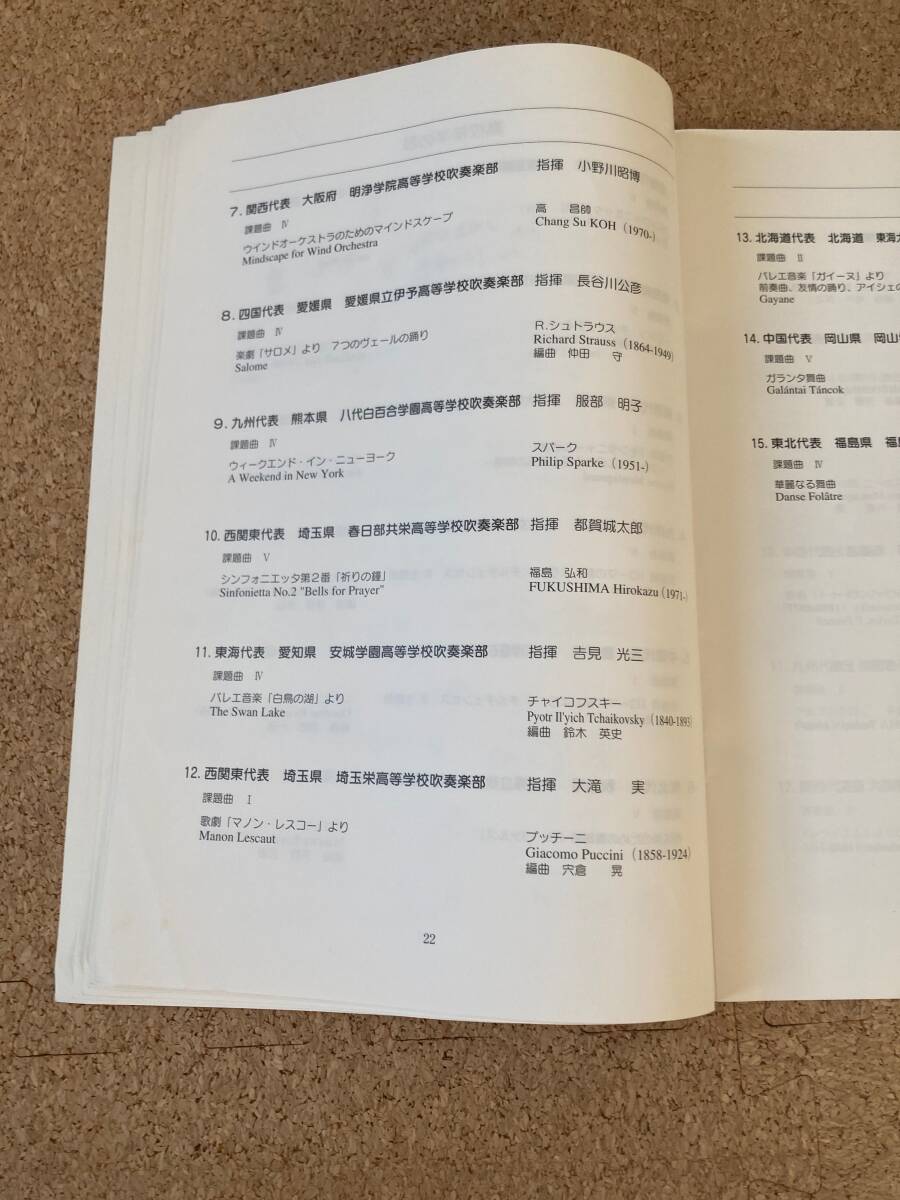 7. 関西代表 大阪府 明浄学院高等学校吹奏楽部 指揮 小野川昭博
課題曲 Ⅳ
ウインドオーケストラのためのマインドスケープ 高 昌帥
Mindscape for Wind Orchestra Chang Su KOH (1970-)
8. 四国代表 愛媛県 愛媛県立伊予高等学校吹奏楽部 指揮 長谷川公彦
課題曲 Ⅳ
楽劇「サロメ」より 7つのヴェールの踊り R.シュトラウス
Salome Richard Strauss (1864-1949)
編曲 仲田 守
9. 九州代表 熊本県 八代白百合学園高等学校吹奏楽部 指揮 服部 明子
課題曲 Ⅳ
ウィークエンド・イン・ニューヨーク スパーク
A Weekend in New York Philip Sparke (1951-)
10. 西関東代表 埼玉県 春日部共栄高等学校吹奏楽部 指揮 都賀城太郎
課題曲 Ⅴ
シンフォニエッタ第2番「祈りの鐘」 福島 弘和
Sinfonietta No.2 "Bells for Prayer" FUKUSHIMA Hirokazu (1971-)
11. 東海代表 愛知県 安城学園高等学校吹奏楽部 指揮 吉見 光三
課題曲 Ⅳ
バレエ音楽「白鳥の湖」より チャイコフスキー
The Swan Lake Pyotr Il'yich Tchaikovsky (1840-1893)
編曲 鈴木 英史
12. 西関東代表 埼玉県 埼玉栄高等学校吹奏楽部 指揮 大滝 実
課題曲 Ⅰ
歌劇「マノン・レスコー」より プッチーニ
Manon Lescaut Giacomo Puccini (1858-1924)
編曲 宍倉 晃
22
13. 北海道代表 北海道 東海
課題曲 Ⅱ
バレエ音楽「ガイーヌ」より
前奏曲、友情の踊り、アイシェの
Gayane
14. 中国代表 岡山県 岡山
課題曲 Ⅴ
ガランタ舞曲
Galántai Táncok
15. 東北代表 福島県 福
課題曲 Ⅳ
華麗なる舞曲
Danse Folâtre